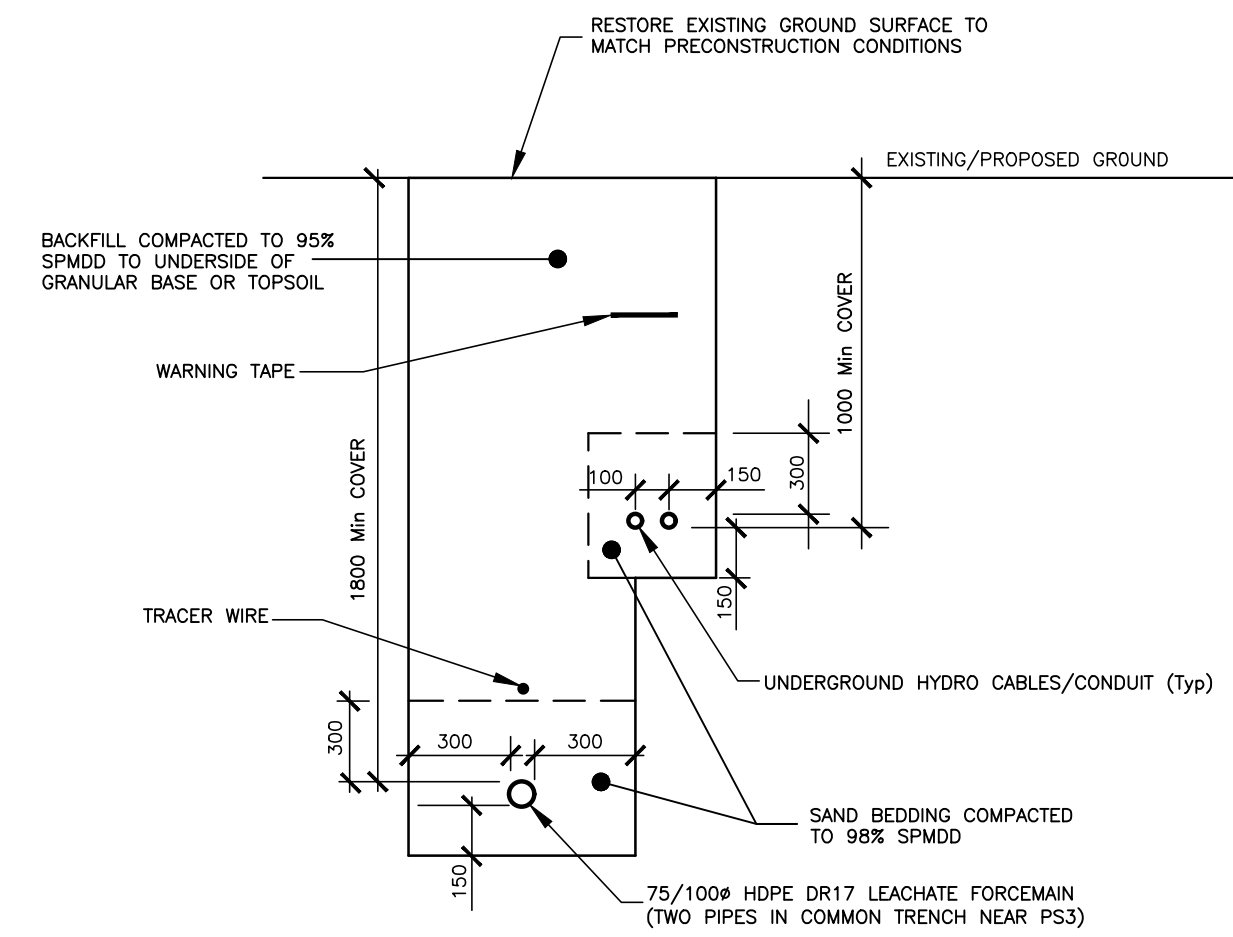 RESTORE EXISTING GROUND SURFACE TO
MATCH PRECONSTRUCTION CONDITIONS
EXISTING/PROPOSED GROUND
BACKFILL COMPACTED TO 95%
SPMDD TO UNDERSIDE OF
GRANULAR BASE OR TOPSOIL
WARNING TAPE
1000 Min COVER
1800 Min COVER
100
150
300
150
TRACER WIRE
UNDERGROUND HYDRO CABLES/CONDUIT (Typ)
300
300
300
SAND BEDDING COMPACTED
TO 98% SPMDD
150
75/100ø HDPE DR17 LEACHATE FORCEMAIN
(TWO PIPES IN COMMON TRENCH NEAR PS3)